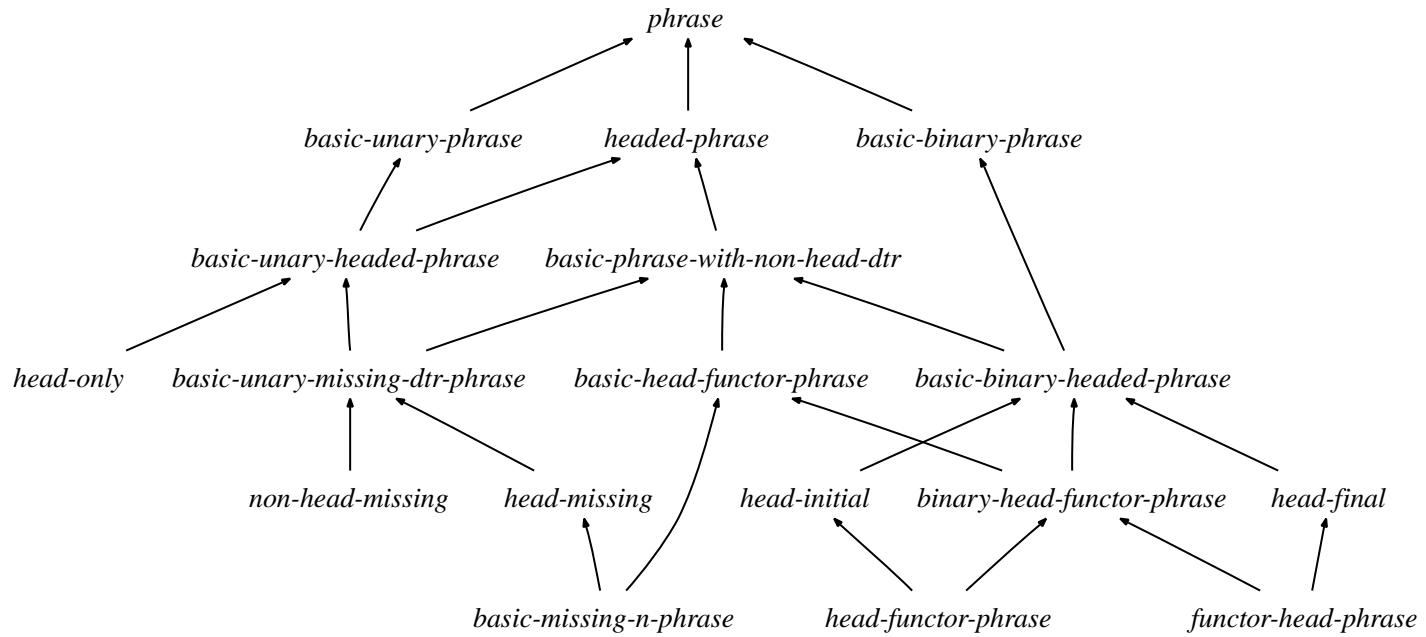 phrase
basic-unary-phrase headed-phrase basic-binary-phrase
basic-unary-headed-phrase basic-phrase-with-non-head-dtr
head-only basic-unary-missing-dtr-phrase basic-head-functor-phrase basic-binary-headed-phrase
non-head-missing head-missing head-initial binary-head-functor-phrase head-final
basic-missing-n-phrase head-functor-phrase functor-head-phrase